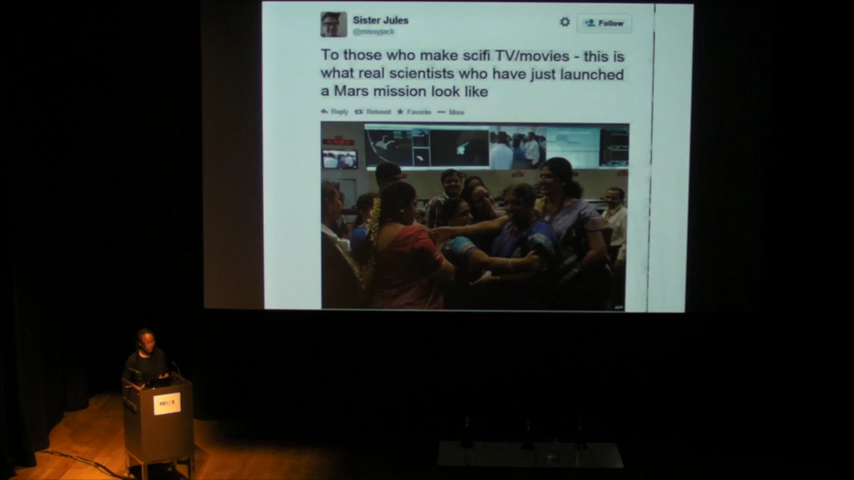 Sister Jules
@missyjack
Follow
To those who make scifi TV/movies - this is
what real scientists who have just launched
a Mars mission look like
Reply Retweet Favorite More